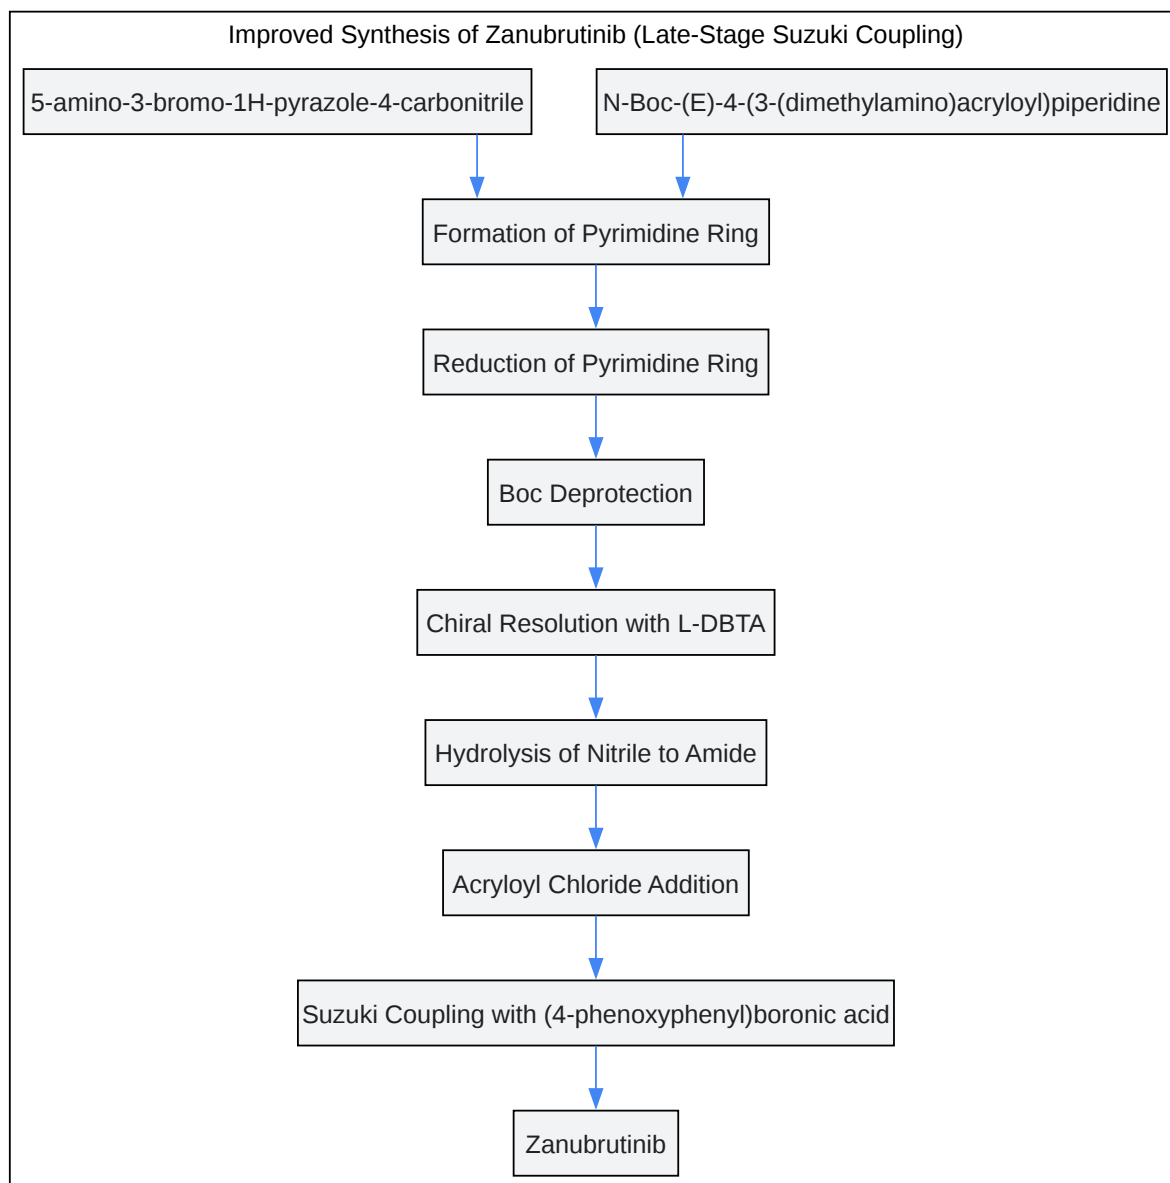 Improved Synthesis of Zanubrutinib (Late-Stage Suzuki Coupling)
5-amino-3-bromo-1H-pyrazole-4-carbonitrile
N-Boc-(E)-4-(3-(dimethylamino)acryloyl)piperidine
Formation of Pyrimidine Ring
Reduction of Pyrimidine Ring
Boc Deprotection
Chiral Resolution with L-DBTA
Hydrolysis of Nitrile to Amide
Acryloyl Chloride Addition
Suzuki Coupling with (4-phenoxyphenyl)boronic acid
Zanubrutinib